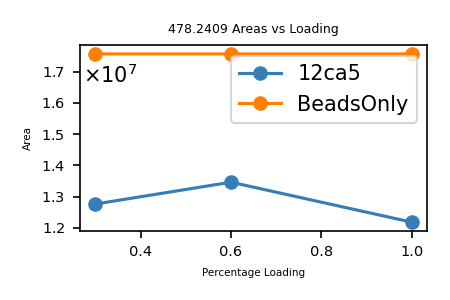 478.2409 Areas vs Loading
×10⁷
12ca5
BeadsOnly
1.7
1.6
1.5
1.4
1.3
1.2
Area
0.4 0.6 0.8 1.0
Percentage Loading